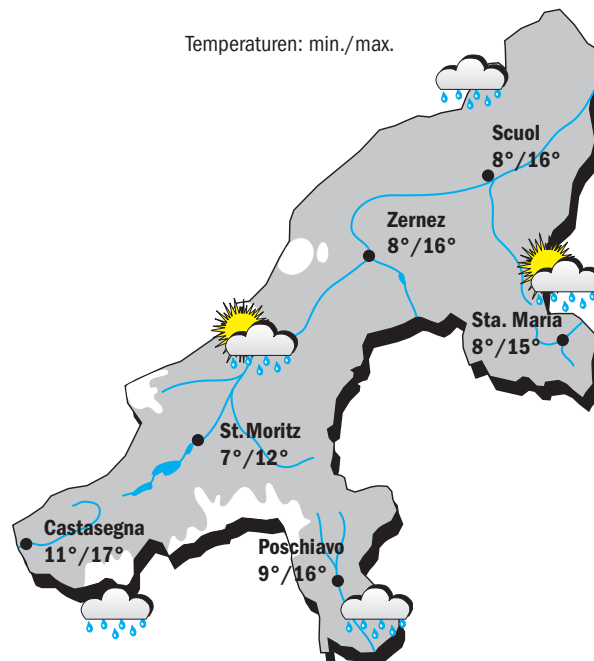 Temperaturen: min./max.
Scuol
8°/16°
Zernez
8°/16°
Sta. Maria
8°/15°
St. Moritz
7°/12°
Castasegna
11°/17°
Poschiavo
9°/16°